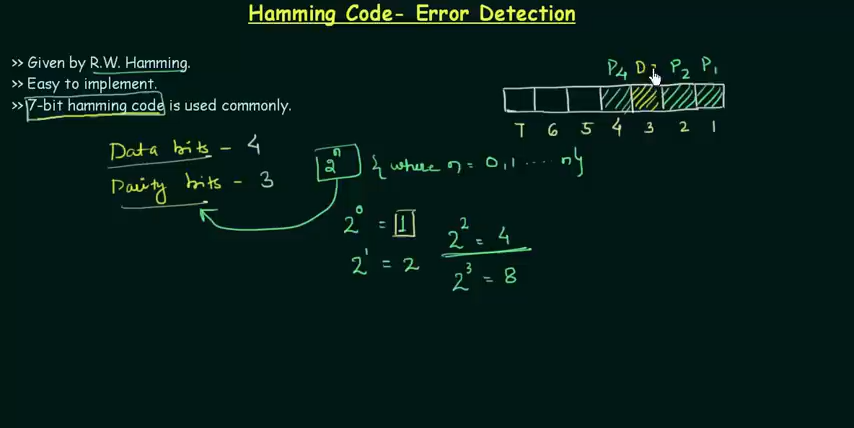 Hamming Code- Error Detection
>> Given by R.W. Hamming.
>> Easy to implement.
>> 7-bit hamming code is used commonly.
P4 D P2 P1
7 6 5 4 3 2 1
Data bits - 4
Parity bits - 3
2^n { where n = 0, 1 ..... n }
2^0 = 1
2^1 = 2
2^2 = 4
2^3 = 8